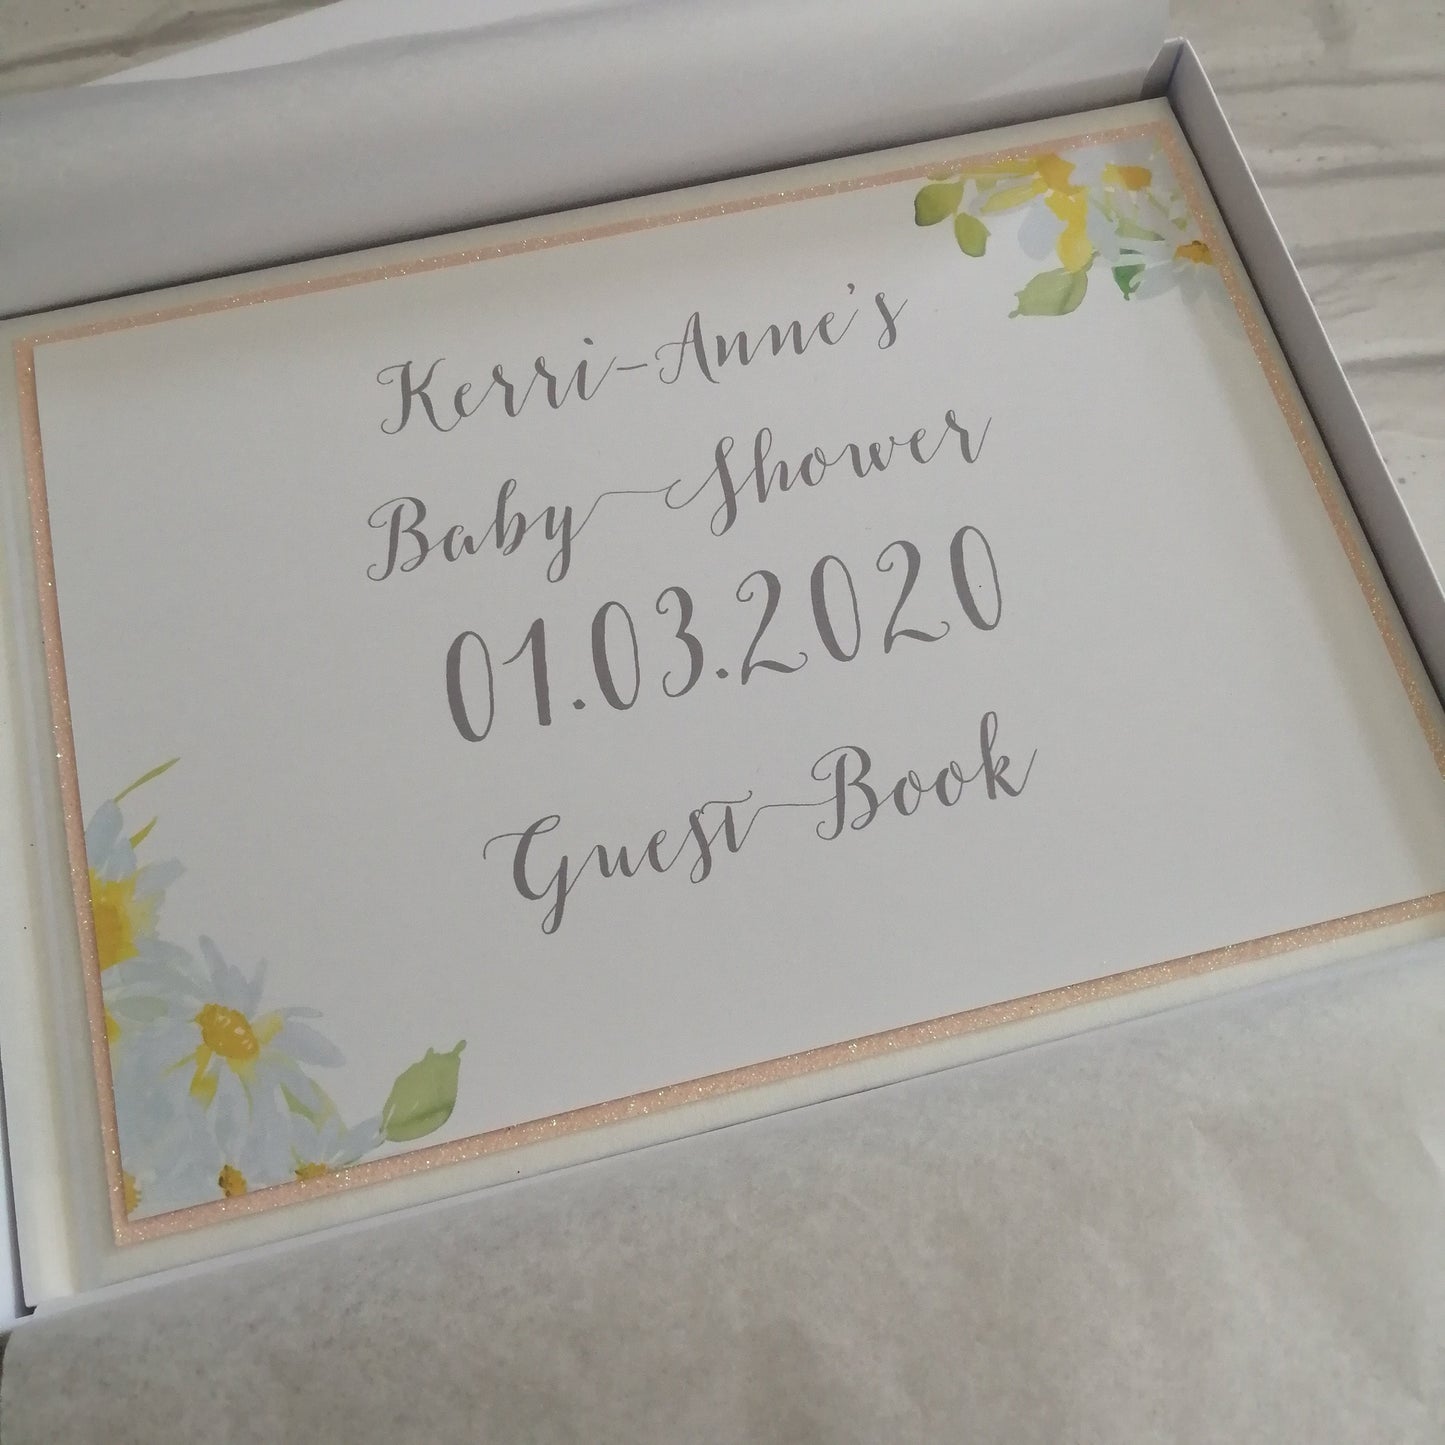 Kerri-Anne's
Baby Shower
01.03.2020
Guest Book